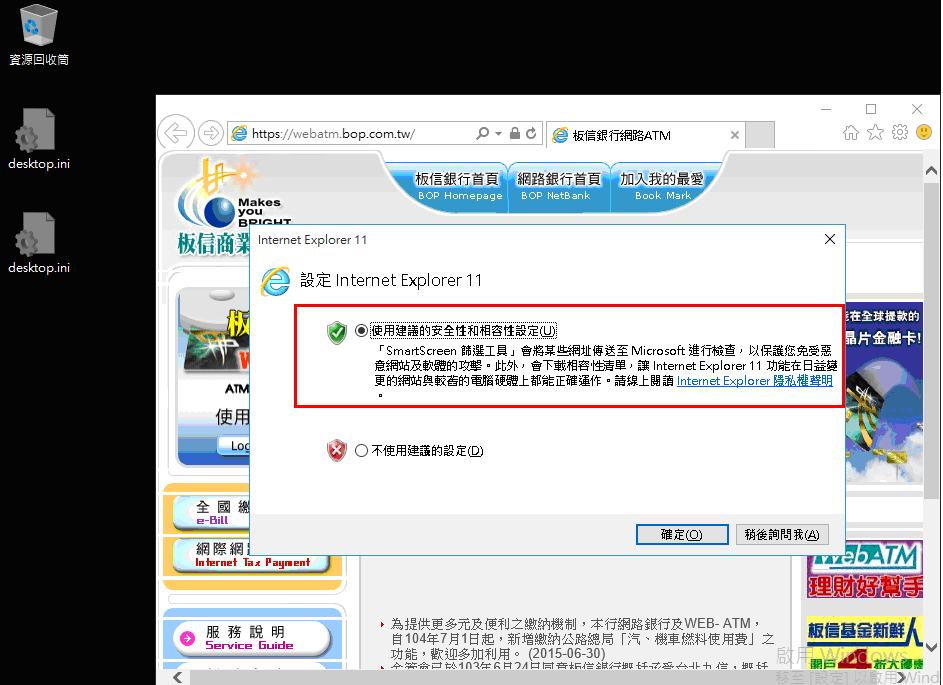 資源回收筒
desktop.ini
desktop.ini
https://webatm.bop.com.tw/
板信銀行網路ATM
Makes
you
BRIGHT
板信商業
板信銀行首頁
BOP Homepage
網路銀行首頁
BOP NetBank
加入我的最愛
Book Mark
Internet Explorer 11
設定 Internet Explorer 11
使用建議的安全性和相容性設定(U)
「SmartScreen 篩選工具」會將某些網址傳送至 Microsoft 進行檢查，以保護您免受惡
意網站及軟體的攻擊。此外，會下載相容性清單，讓 Internet Explorer 11 功能在日益變
更的網站與較舊的電腦硬體上都能正確運作。請線上閱讀 Internet Explorer 隱私權聲明
。
不使用建議的設定(D)
確定(O)
稍後詢問我(A)
ATM
使用
全國繳
e-Bill
網際網
Internet Tax Payment
服務說明
Service Guide
為提供更多元及便利之繳納機制，本行網路銀行及WEB- ATM，
自104年7月1日起，新增繳納公路總局「汽、機車燃料使用費」之
功能，歡迎多加利用。 (2015-06-30)
在全球提款的
晶片金融卡!
WebATM
理財好幫手
板信基金新鮮人
啟用 Windows
移至 [設定] 以啟用 Wind